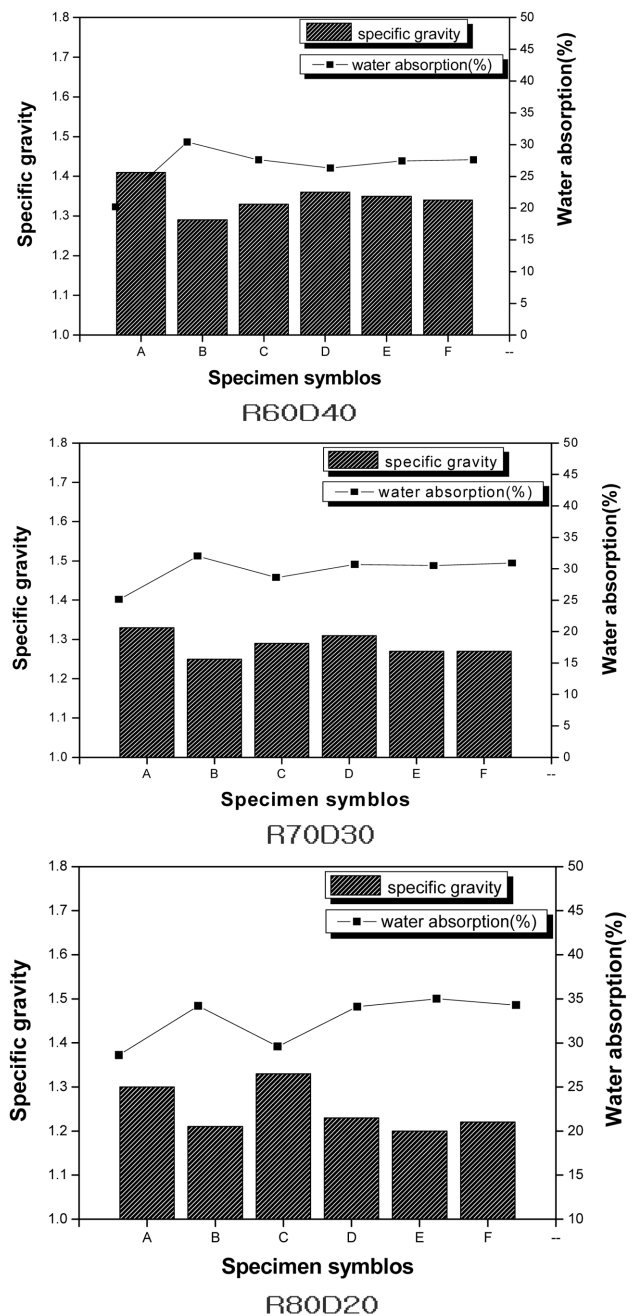 1.8
1.7
1.6
1.5
1.4
1.3
1.2
1.1
1.0
Specific gravity
specific gravity
water absorption(%)
50
45
40
35
30
25
20
15
10
5
0
Water absorption(%)
A B C D E F --
Specimen symblos
R60D40
1.8
1.7
1.6
1.5
1.4
1.3
1.2
1.1
1.0
Specific gravity
specific gravity
water absorption(%)
50
45
40
35
30
25
20
15
10
5
0
Water absorption(%)
A B C D E F --
Specimen symblos
R70D30
1.8
1.7
1.6
1.5
1.4
1.3
1.2
1.1
1.0
Specific gravity
specific gravity
water absorption(%)
50
45
40
35
30
25
20
15
10
Water absorption(%)
A B C D E F --
Specimen symblos
R80D20